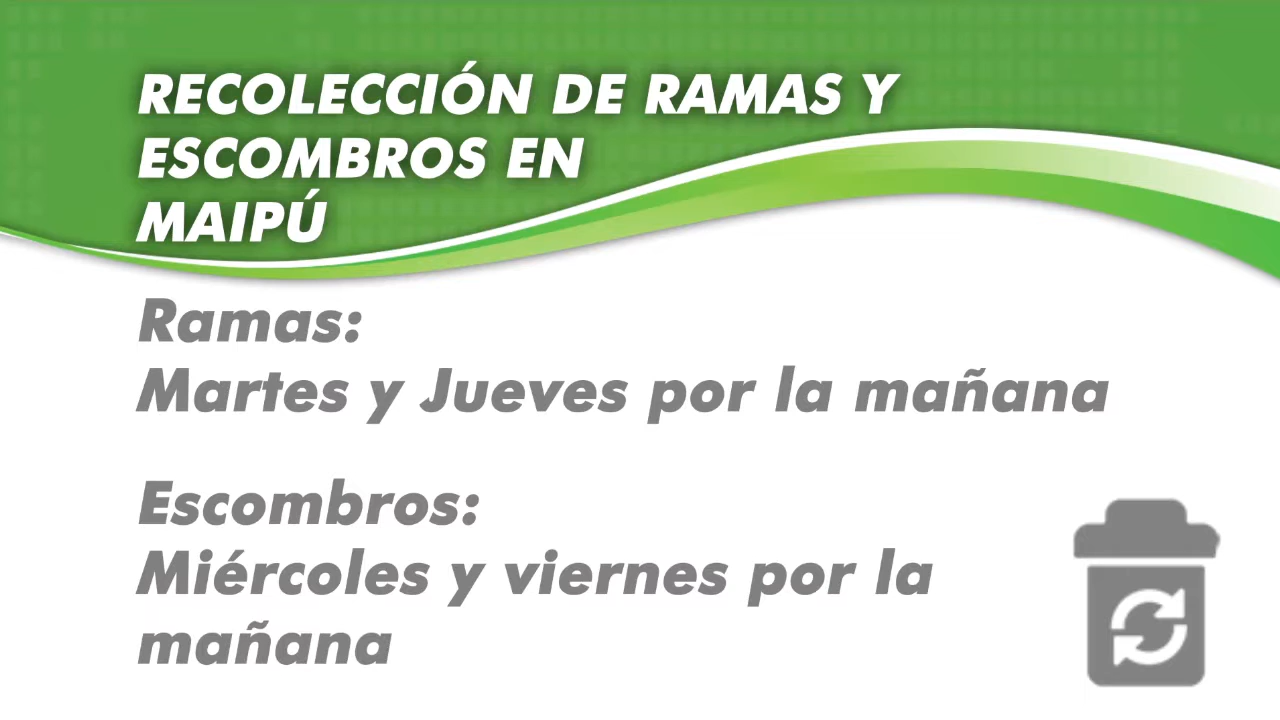 RECOLECCIÓN DE RAMAS Y
ESCOMBROS EN
MAIPÚ
Ramas:
Martes y Jueves por la mañana
Escombros:
Miércoles y viernes por la
mañana